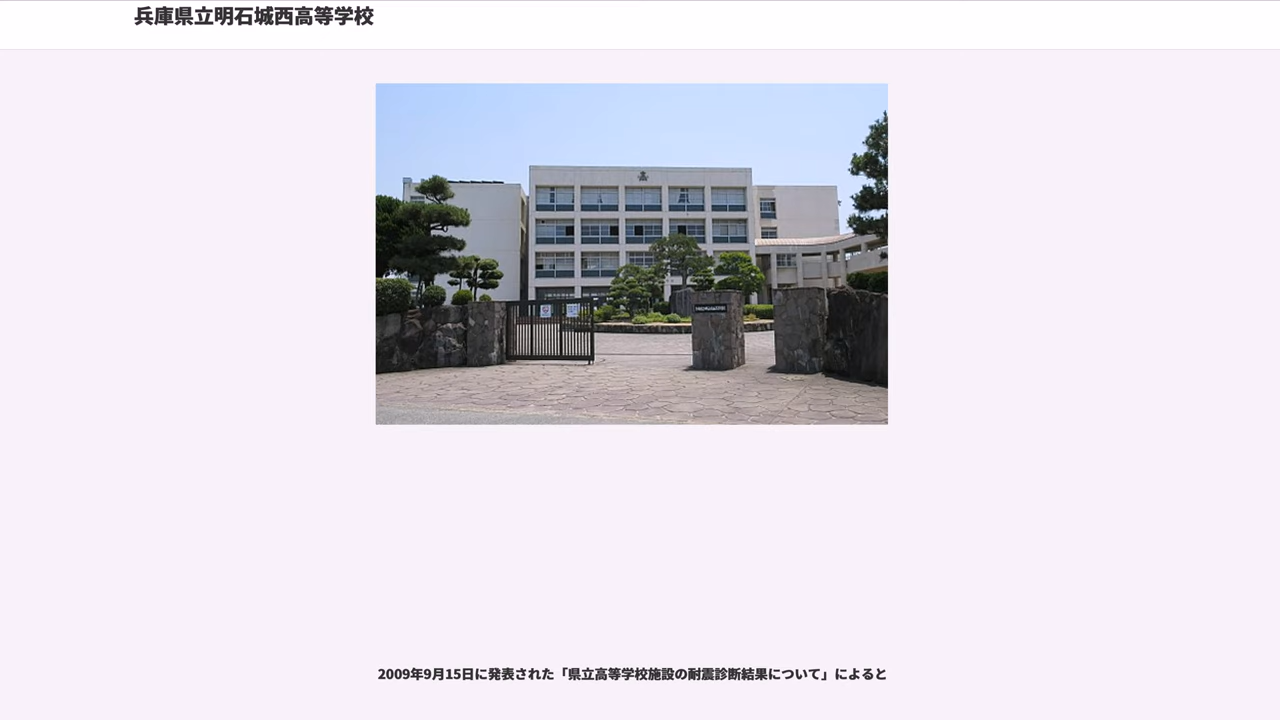 兵庫県立明石城西高等学校
2009年9月15日に発表された「県立高等学校施設の耐震診断結果について」によると